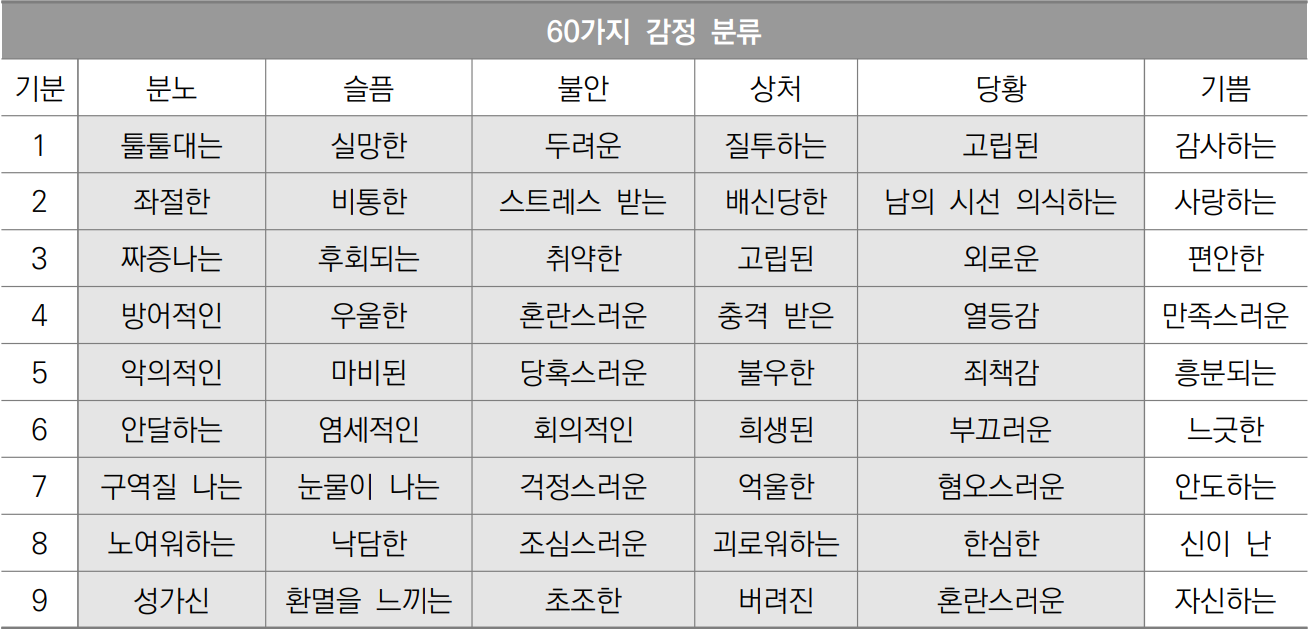 60가지 감정 분류
기분 분노 슬픔 불안 상처 당황 기쁨
1 툴툴대는 실망한 두려운 질투하는 고립된 감사하는
2 좌절한 비통한 스트레스 받는 배신당한 남의 시선 의식하는 사랑하는
3 짜증나는 후회되는 취약한 고립된 외로운 편안한
4 방어적인 우울한 혼란스러운 충격 받은 열등감 만족스러운
5 악의적인 마비된 당혹스러운 불우한 죄책감 흥분되는
6 안달하는 염세적인 회의적인 희생된 부끄러운 느긋한
7 구역질 나는 눈물이 나는 걱정스러운 억울한 혐오스러운 안도하는
8 노여워하는 낙담한 조심스러운 괴로워하는 한심한 신이 난
9 성가신 환멸을 느끼는 초조한 버려진 혼란스러운 자신하는